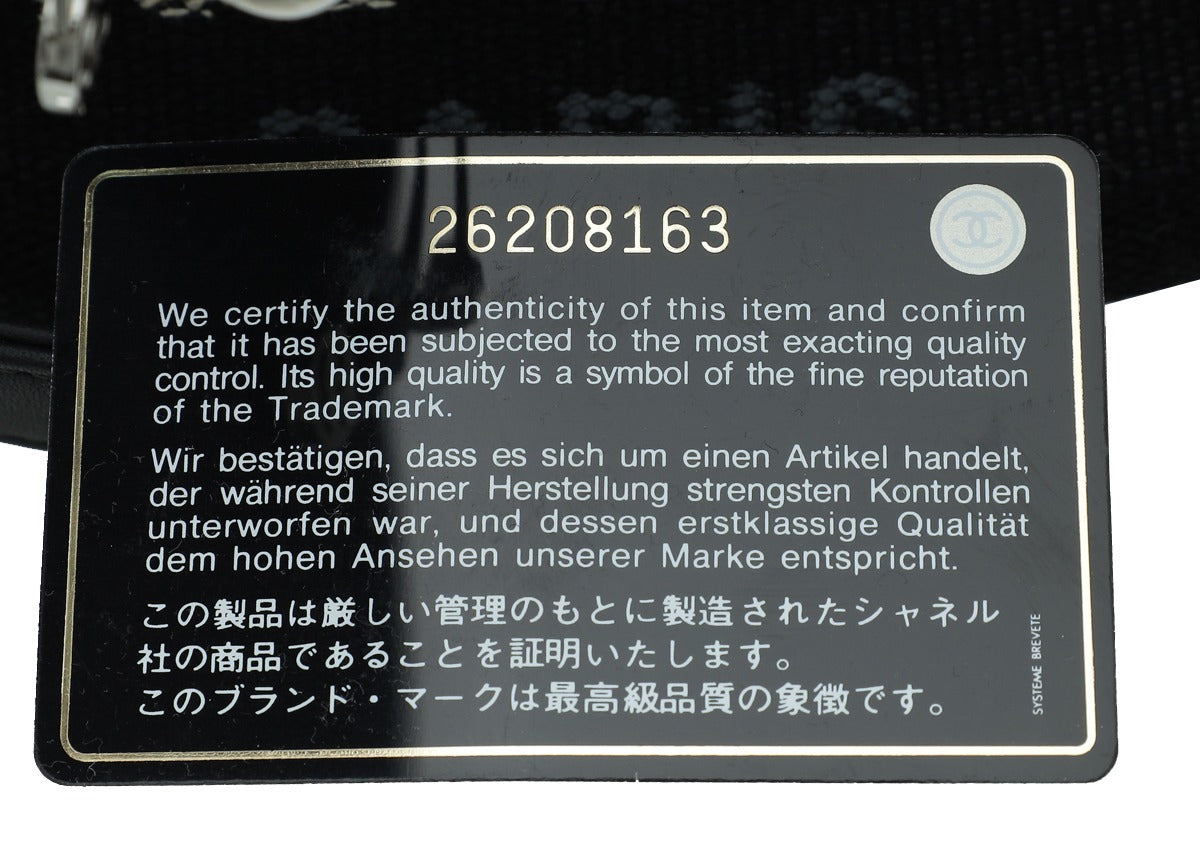 26208163
We certify the authenticity of this item and confirm
that it has been subjected to the most exacting quality
control. Its high quality is a symbol of the fine reputation
of the Trademark.
Wir bestätigen, dass es sich um einen Artikel handelt,
der während seiner Herstellung strengsten Kontrollen
unterworfen war, und dessen erstklassige Qualität
dem hohen Ansehen unserer Marke entspricht.
この製品は厳しい管理のもとに製造されたシャネル
社の商品であることを証明いたします。
このブランド・マークは最高級品質の象徴です。
SYSTEME BREVETE